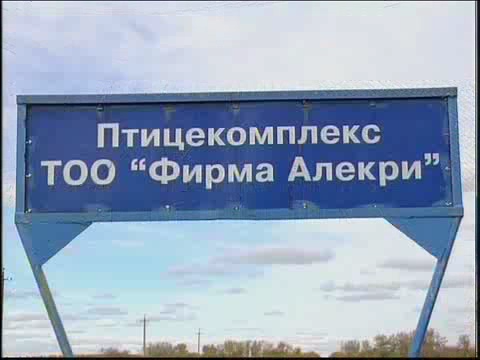 Птицекомплекс
ТОО “Фирма Алекри”